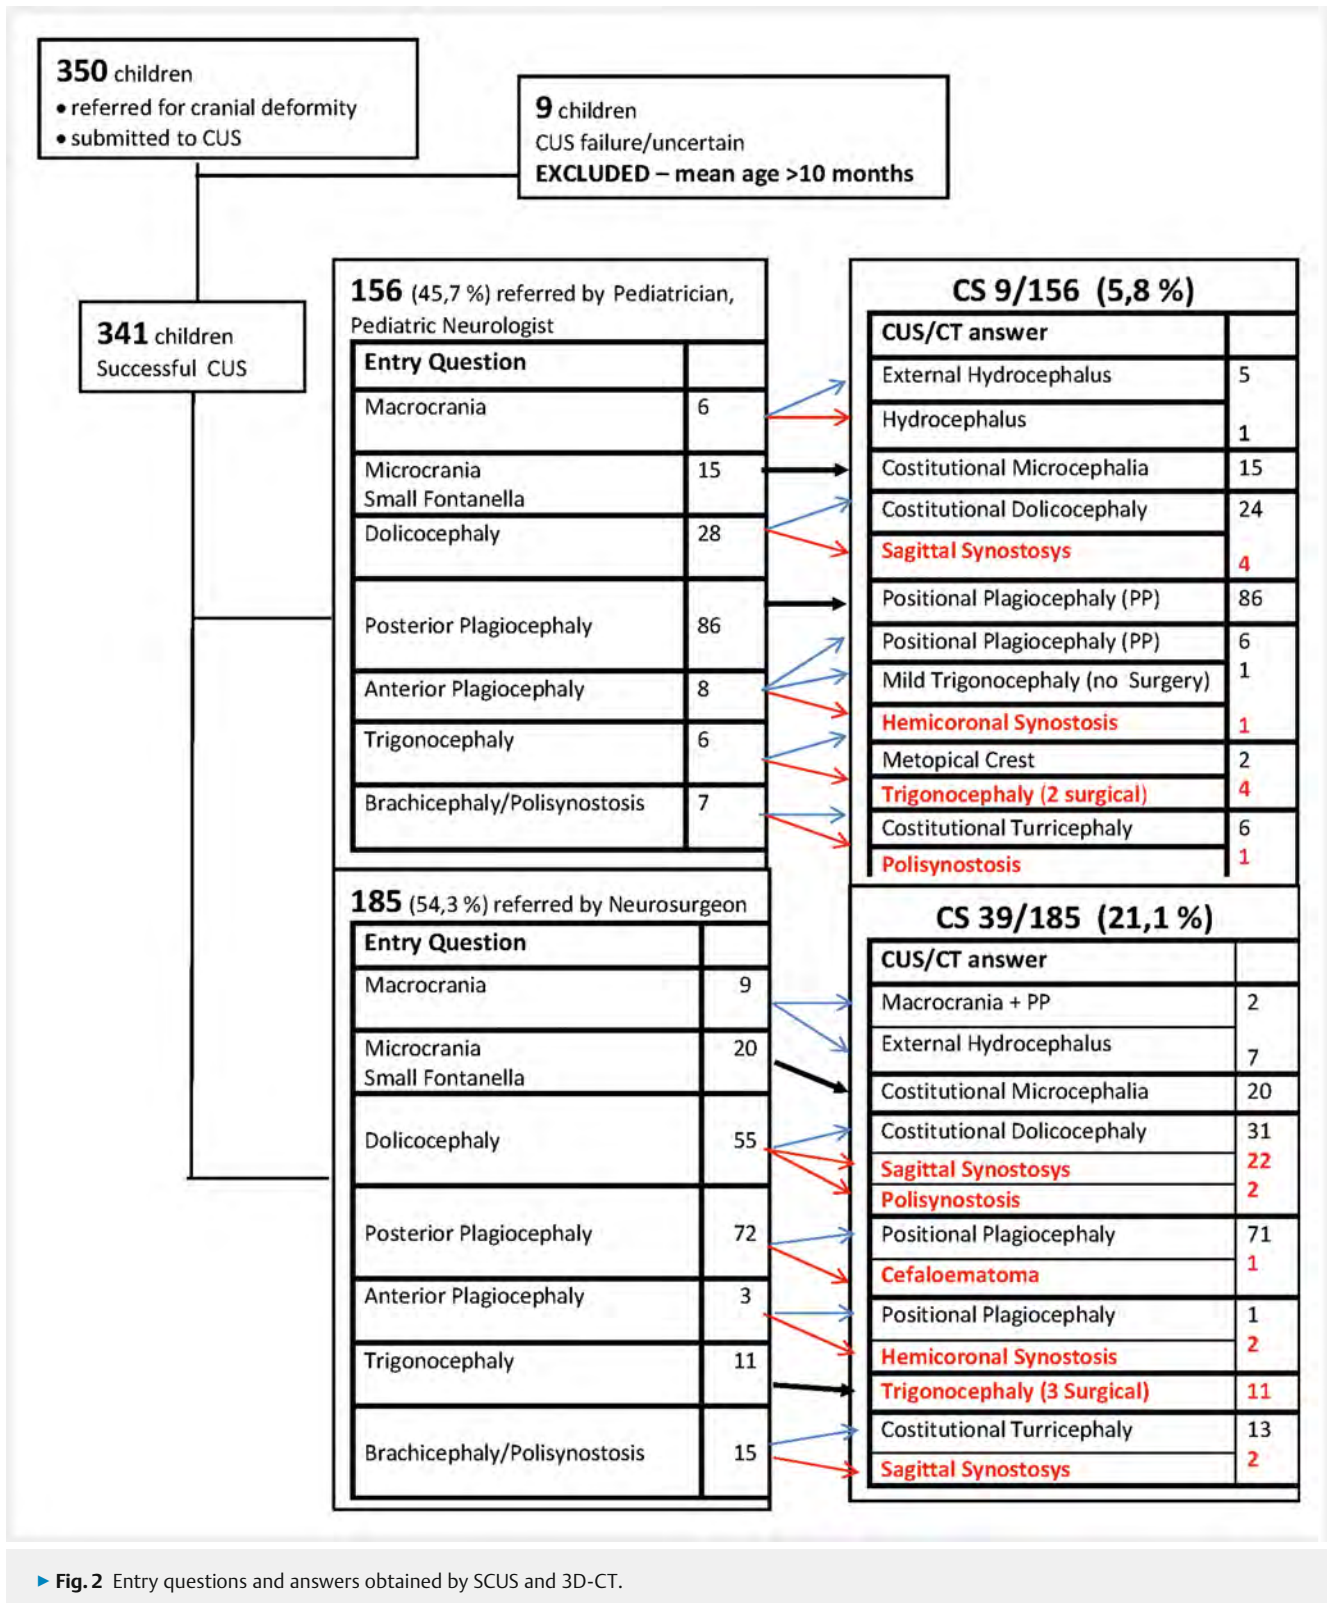 350 children
• referred for cranial deformity
• submitted to CUS
9 children
CUS failure/uncertain
EXCLUDED – mean age >10 months
341 children
Successful CUS
156 (45,7 %) referred by Pediatrician,
Pediatric Neurologist
Entry Question
Macrocrania 6
Microcrania 15
Small Fontanella
Dolicocephaly 28
Posterior Plagiocephaly 86
Anterior Plagiocephaly 8
Trigonocephaly 6
Brachicephaly/Polisynostosis 7
CS 9/156 (5,8 %)
CUS/CT answer
External Hydrocephalus 5
Hydrocephalus 1
Costitutional Microcephalia 15
Costitutional Dolicocephaly 24
Sagittal Synostosys 4
Positional Plagiocephaly (PP) 86
Positional Plagiocephaly (PP) 6
Mild Trigonocephaly (no Surgery) 1
Hemicoronal Synostosis 1
Metopical Crest 2
Trigonocephaly (2 surgical) 4
Costitutional Turricephaly 6
Polisynostosis 1
185 (54,3 %) referred by Neurosurgeon
Entry Question
Macrocrania 9
Microcrania 20
Small Fontanella
Dolicocephaly 55
Posterior Plagiocephaly 72
Anterior Plagiocephaly 3
Trigonocephaly 11
Brachicephaly/Polisynostosis 15
CS 39/185 (21,1 %)
CUS/CT answer
Macrocrania + PP 2
External Hydrocephalus 7
Costitutional Microcephalia 20
Costitutional Dolicocephaly 31
Sagittal Synostosys 22
Polisynostosis 2
Positional Plagiocephaly 71
Cefaloematoma 1
Positional Plagiocephaly 1
Hemicoronal Synostosis 2
Trigonocephaly (3 Surgical) 11
Costitutional Turricephaly 13
Sagittal Synostosys 2
▶ Fig. 2 Entry questions and answers obtained by SCUS and 3D-CT.